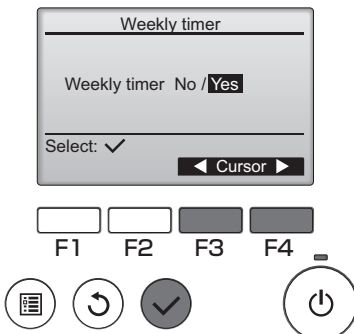 Weekly timer
Weekly timer No / Yes
Select: ✓
◀ Cursor ▶
F1 F2 F3 F4